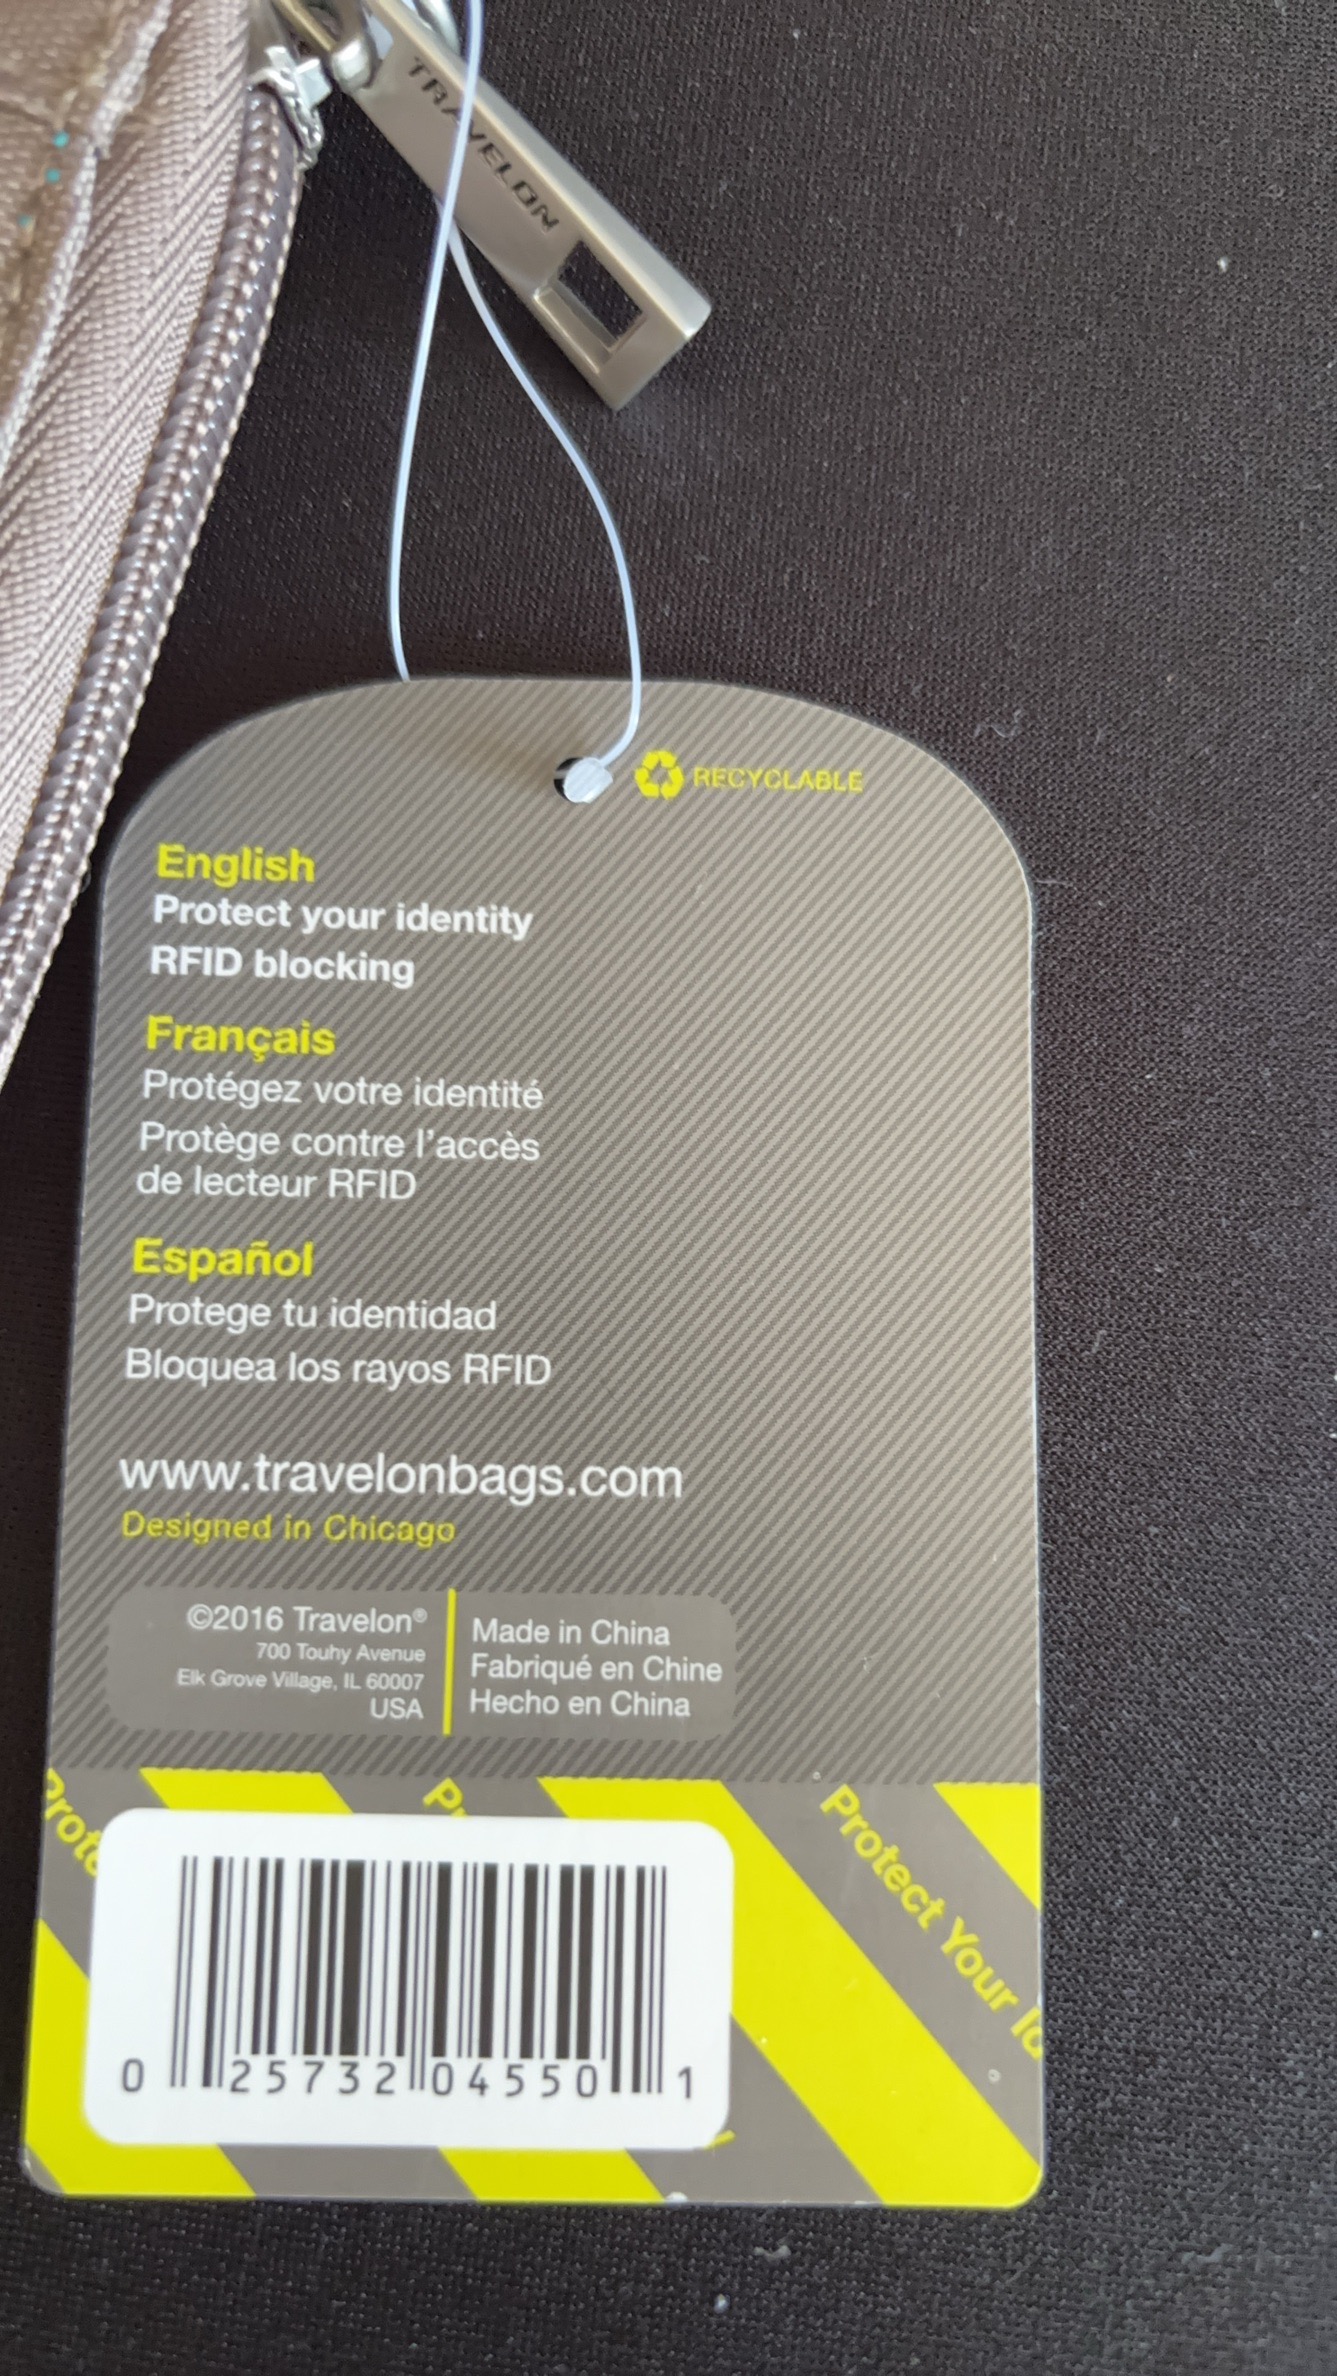 TRAVELON
RECYCLABLE
English
Protect your identity
RFID blocking
Français
Protégez votre identité
Protège contre l'accès
de lecteur RFID
Español
Protege tu identidad
Bloquea los rayos RFID
www.travelonbags.com
Designed in Chicago
©2016 Travelon®
700 Touhy Avenue
Elk Grove Village, IL 60007
USA
Made in China
Fabriqué en Chine
Hecho en China
Protect Your
0 25732 04550 1